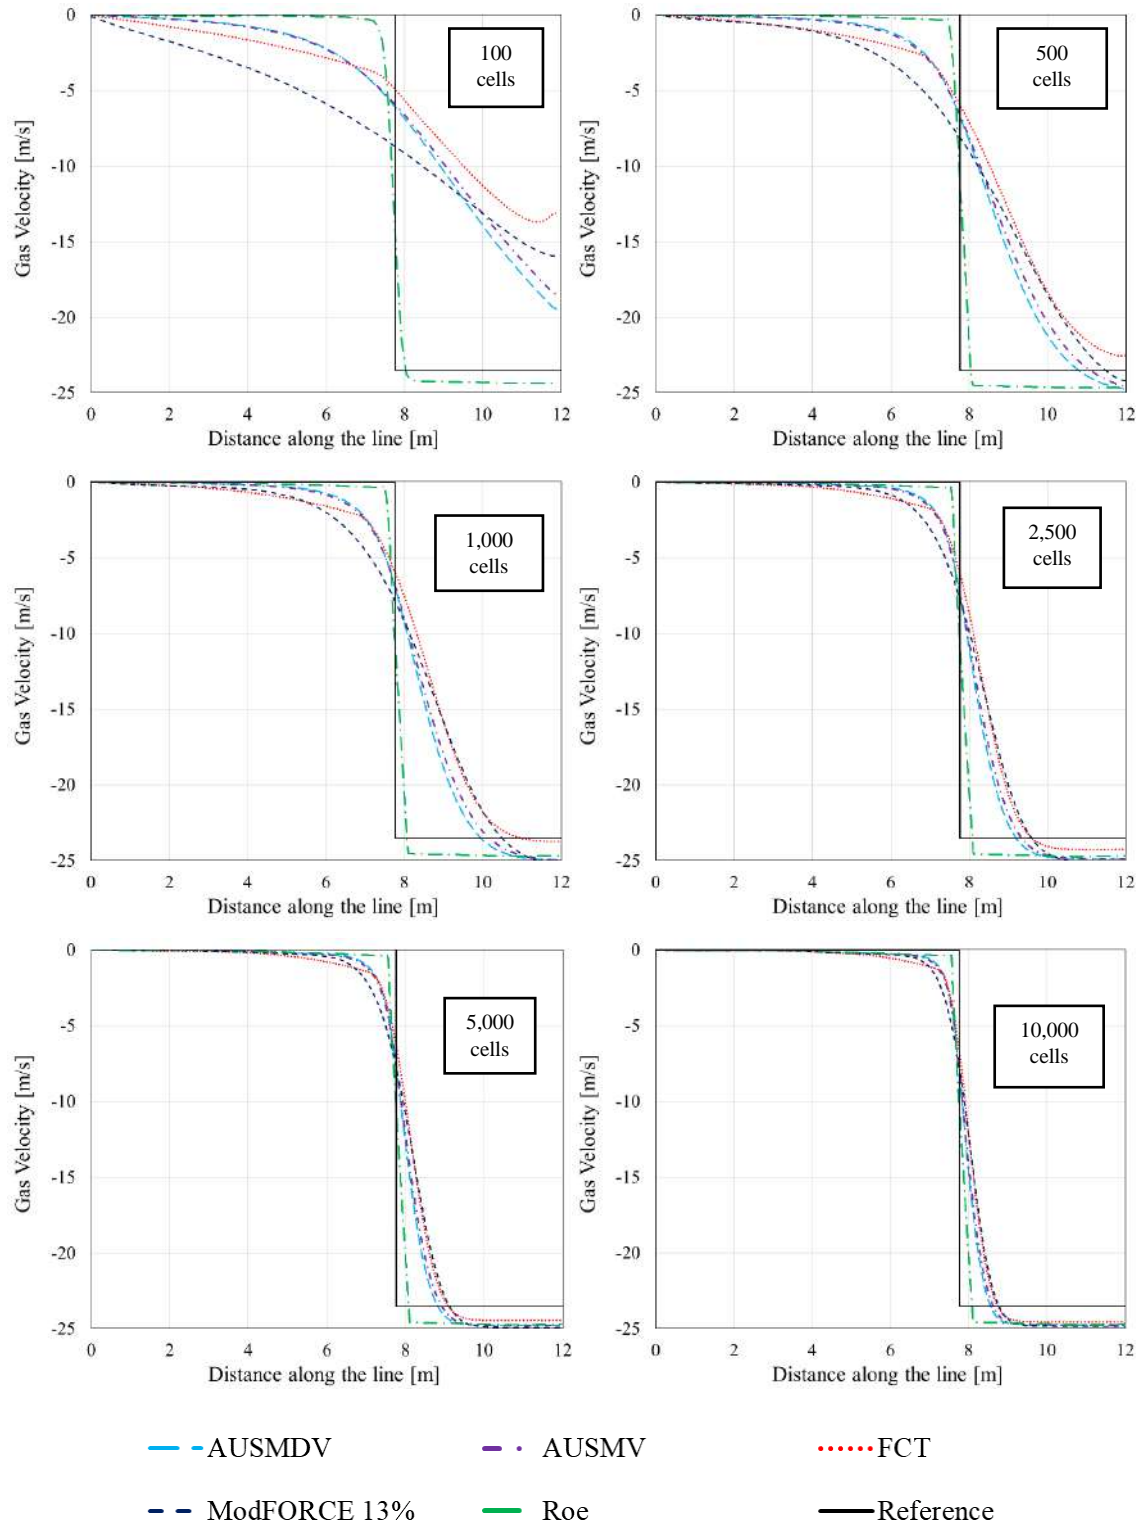 0
-5
-10
-15
-20
-25
Gas Velocity [m/s]
100
cells
0 2 4 6 8 10 12
Distance along the line [m]
0
-5
-10
-15
-20
-25
Gas Velocity [m/s]
500
cells
0 2 4 6 8 10 12
Distance along the line [m]
0
-5
-10
-15
-20
-25
Gas Velocity [m/s]
1,000
cells
0 2 4 6 8 10 12
Distance along the line [m]
0
-5
-10
-15
-20
-25
Gas Velocity [m/s]
2,500
cells
0 2 4 6 8 10 12
Distance along the line [m]
0
-5
-10
-15
-20
-25
Gas Velocity [m/s]
5,000
cells
0 2 4 6 8 10 12
Distance along the line [m]
0
-5
-10
-15
-20
-25
Gas Velocity [m/s]
10,000
cells
0 2 4 6 8 10 12
Distance along the line [m]
AUSMDV AUSMV FCT
ModFORCE 13% Roe Reference